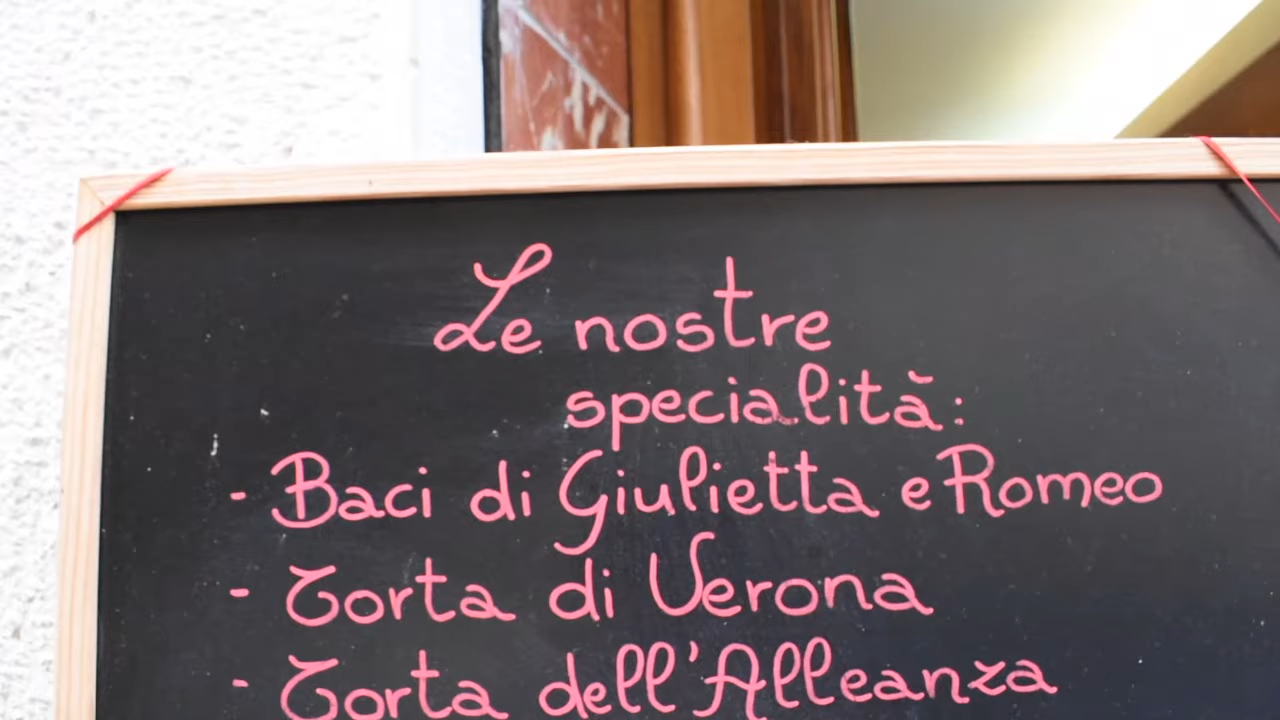 Le nostre
specialità:
- Baci di Giulietta e Romeo
- Torta di Verona
- Torta dell'Alleanza